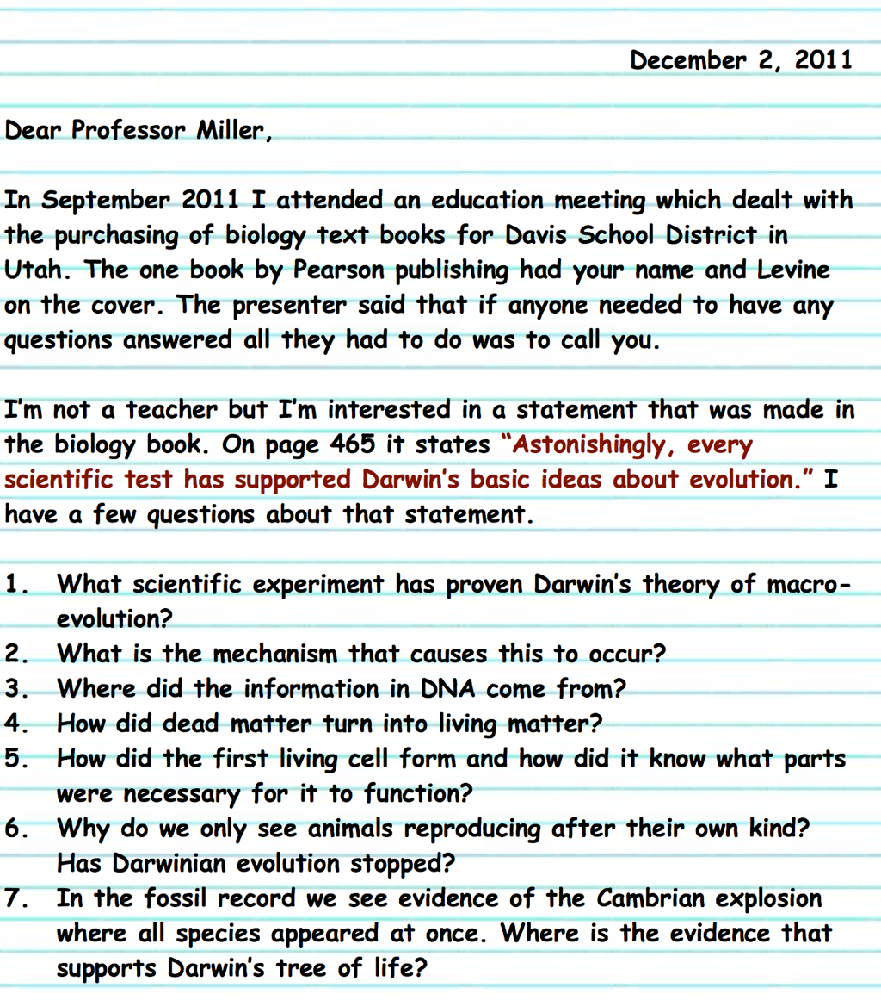 December 2, 2011
Dear Professor Miller,
In September 2011 I attended an education meeting which dealt with
the purchasing of biology text books for Davis School District in
Utah. The one book by Pearson publishing had your name and Levine
on the cover. The presenter said that if anyone needed to have any
questions answered all they had to do was to call you.
I'm not a teacher but I'm interested in a statement that was made in
the biology book. On page 465 it states “Astonishingly, every
scientific test has supported Darwin's basic ideas about evolution.” I
have a few questions about that statement.
1. What scientific experiment has proven Darwin's theory of macro-
evolution?
2. What is the mechanism that causes this to occur?
3. Where did the information in DNA come from?
4. How did dead matter turn into living matter?
5. How did the first living cell form and how did it know what parts
were necessary for it to function?
6. Why do we only see animals reproducing after their own kind?
Has Darwinian evolution stopped?
7. In the fossil record we see evidence of the Cambrian explosion
where all species appeared at once. Where is the evidence that
supports Darwin's tree of life?